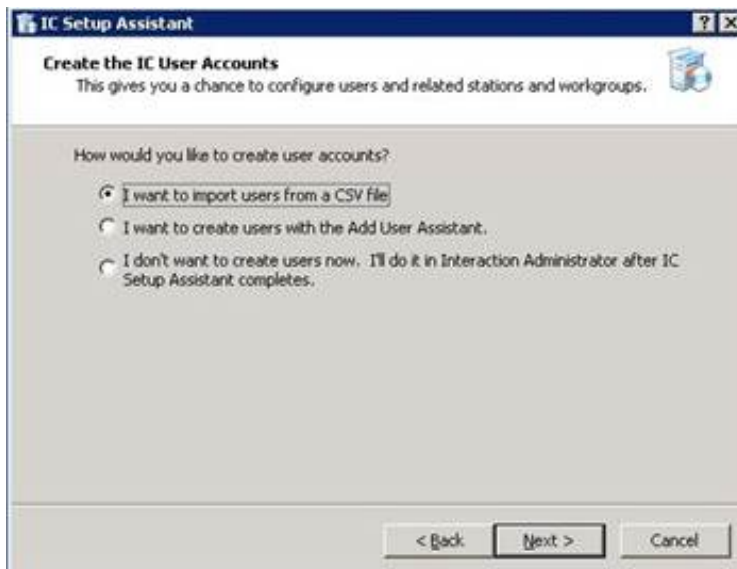 IC Setup Assistant
Create the IC User Accounts
This gives you a chance to configure users and related stations and workgroups.
How would you like to create user accounts?
I want to import users from a CSV file
I want to create users with the Add User Assistant.
I don't want to create users now. I'll do it in Interaction Administrator after IC
Setup Assistant completes.
< Back Next > Cancel